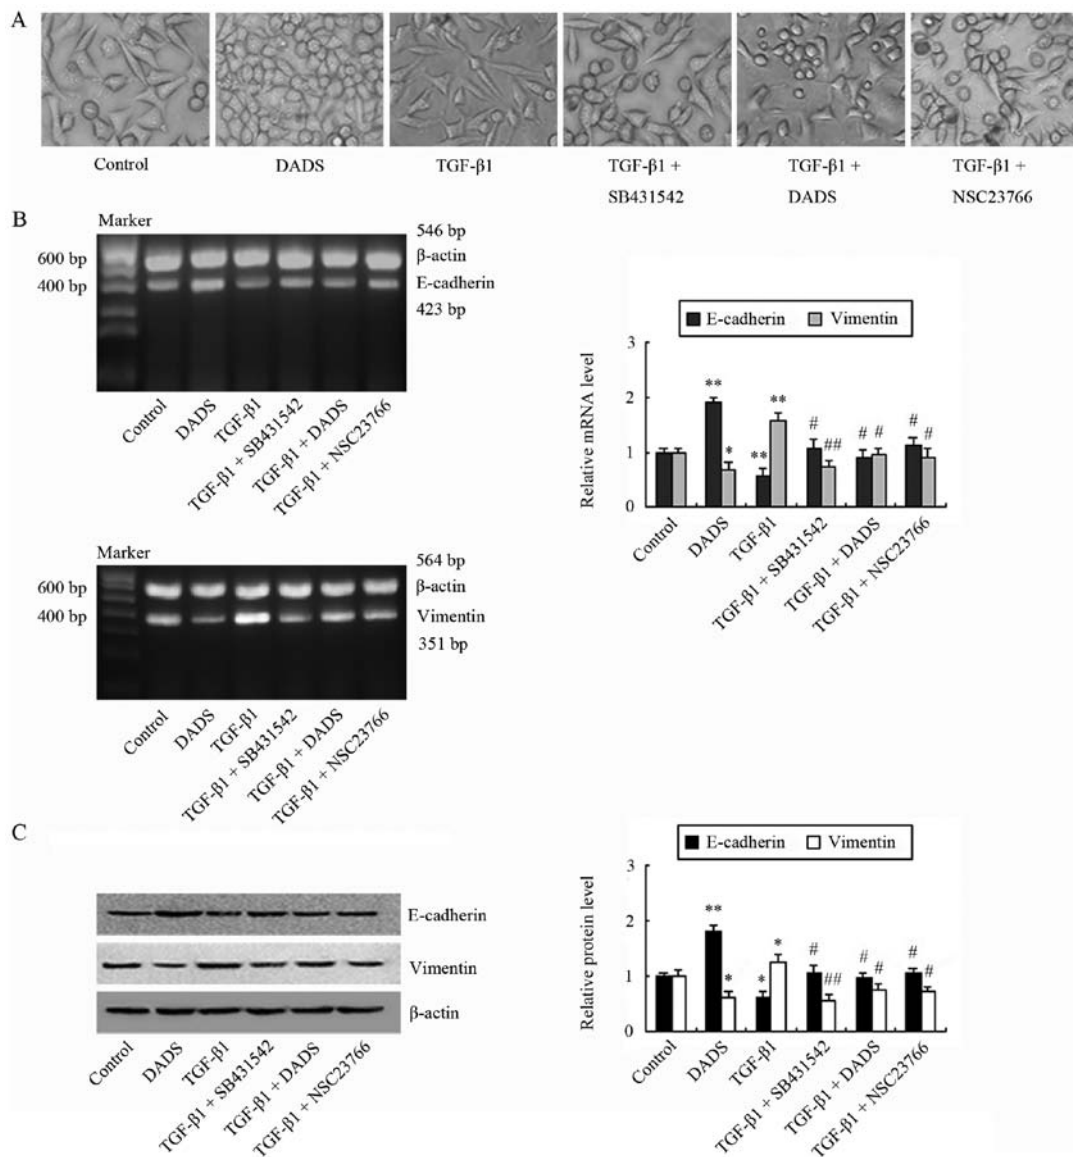 A
Control
DADS
TGF-β1
TGF-β1 +
SB431542
TGF-β1 +
DADS
TGF-β1 +
NSC23766
B
Marker
600 bp
400 bp
546 bp
β-actin
E-cadherin
423 bp
Control
DADS
TGF-β1
TGF-β1 + SB431542
TGF-β1 + DADS
TGF-β1 + NSC23766
Marker
600 bp
400 bp
564 bp
β-actin
Vimentin
351 bp
Control
DADS
TGF-β1
TGF-β1 + SB431542
TGF-β1 + DADS
TGF-β1 + NSC23766
E-cadherin Vimentin
Relative mRNA level
3
2
1
0
** * ** ** # ## # # # #
Control
DADS
TGF-β1
TGF-β1 + SB431542
TGF-β1 + DADS
TGF-β1 + NSC23766
C
E-cadherin
Vimentin
β-actin
Control
DADS
TGF-β1
TGF-β1 + SB431542
TGF-β1 + DADS
TGF-β1 + NSC23766
E-cadherin Vimentin
Relative protein level
3
2
1
0
** * * * # ## # # # #
Control
DADS
TGF-β1
TGF-β1 + SB431542
TGF-β1 + DADS
TGF-β1 + NSC23766